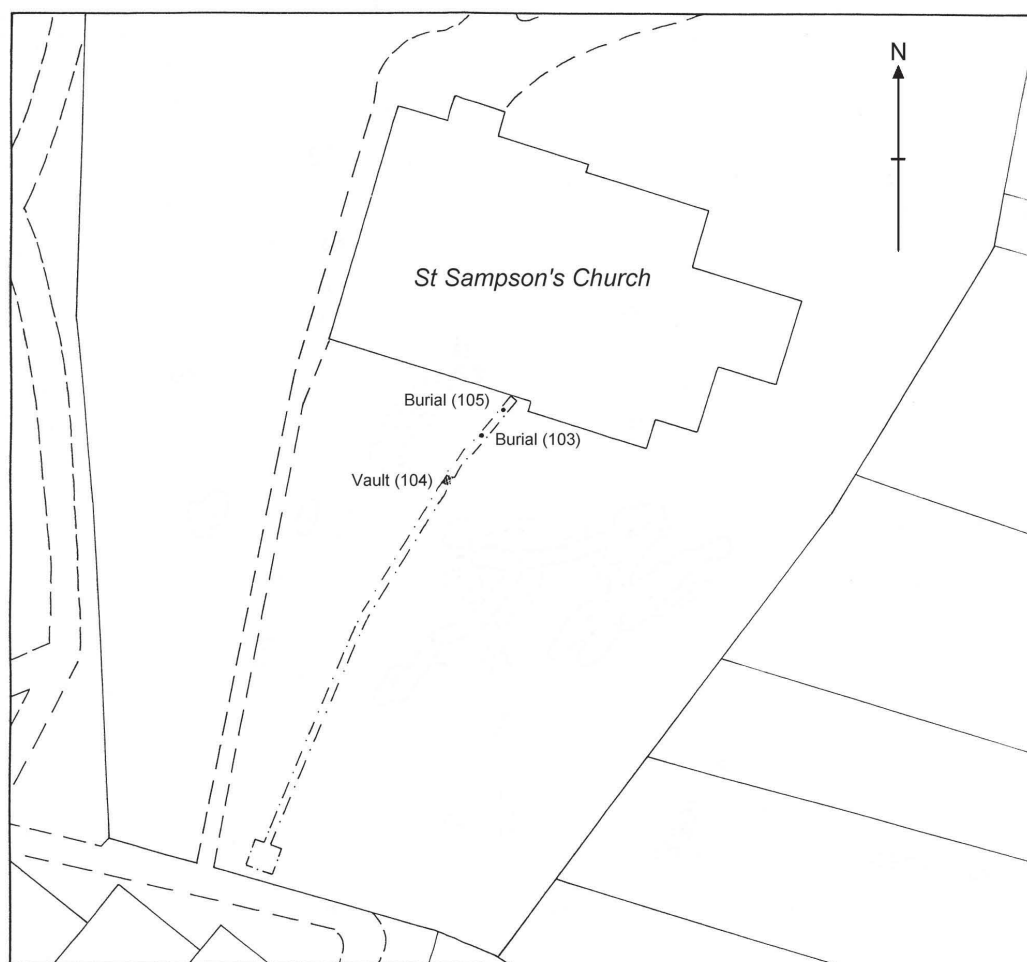 N
St Sampson's Church
Burial (105)
Burial (103)
Vault (104)